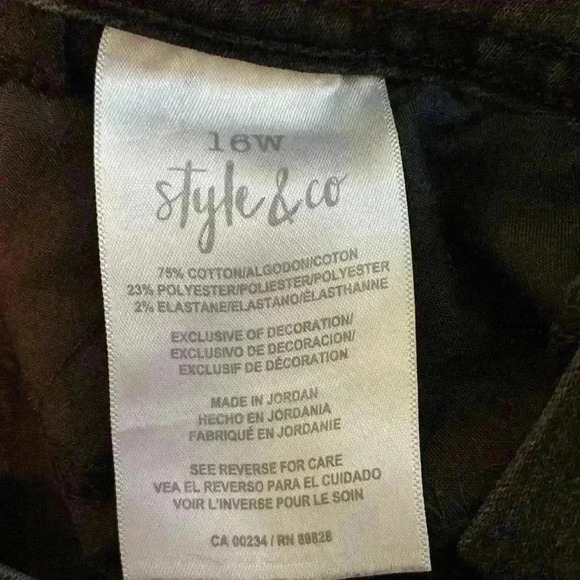 16W
style & co
75% COTTON/ALGODON/COTON
23% POLYESTER/POLIESTER/POLYESTER
2% ELASTANE/ELASTANO/ÉLASTHANNE
EXCLUSIVE OF DECORATION/
EXCLUSIVO DE DECORACION/
EXCLUSIF DE DÉCORATION
MADE IN JORDAN
HECHO EN JORDANIA
FABRIQUÉ EN JORDANIE
SEE REVERSE FOR CARE
VEA EL REVERSO PARA EL CUIDADO
VOIR L'INVERSE POUR LE SOIN
CA 00234 / RN 89828